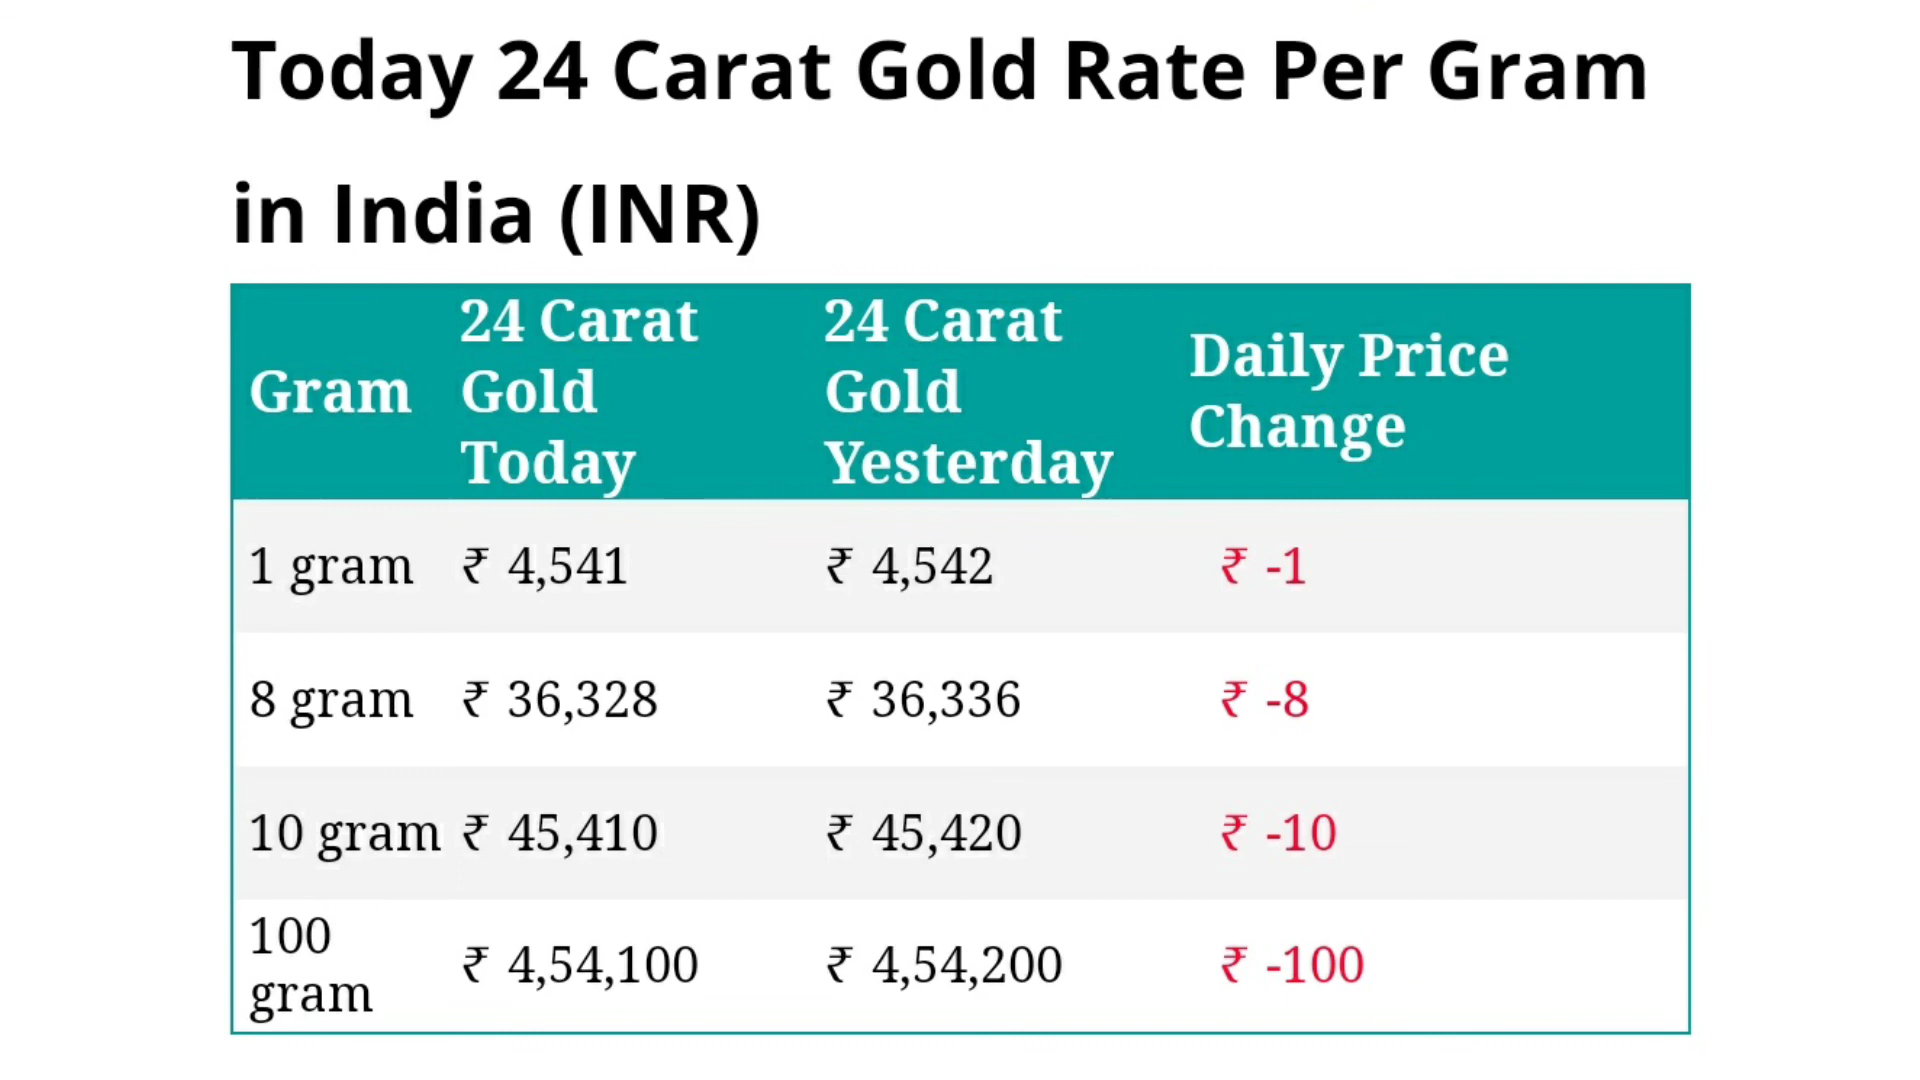 Today 24 Carat Gold Rate Per Gram
in India (INR)
Gram
24 Carat
Gold
Today
24 Carat
Gold
Yesterday
Daily Price
Change
1 gram ₹ 4,541 ₹ 4,542 ₹ -1
8 gram ₹ 36,328 ₹ 36,336 ₹ -8
10 gram ₹ 45,410 ₹ 45,420 ₹ -10
100
gram
₹ 4,54,100 ₹ 4,54,200 ₹ -100